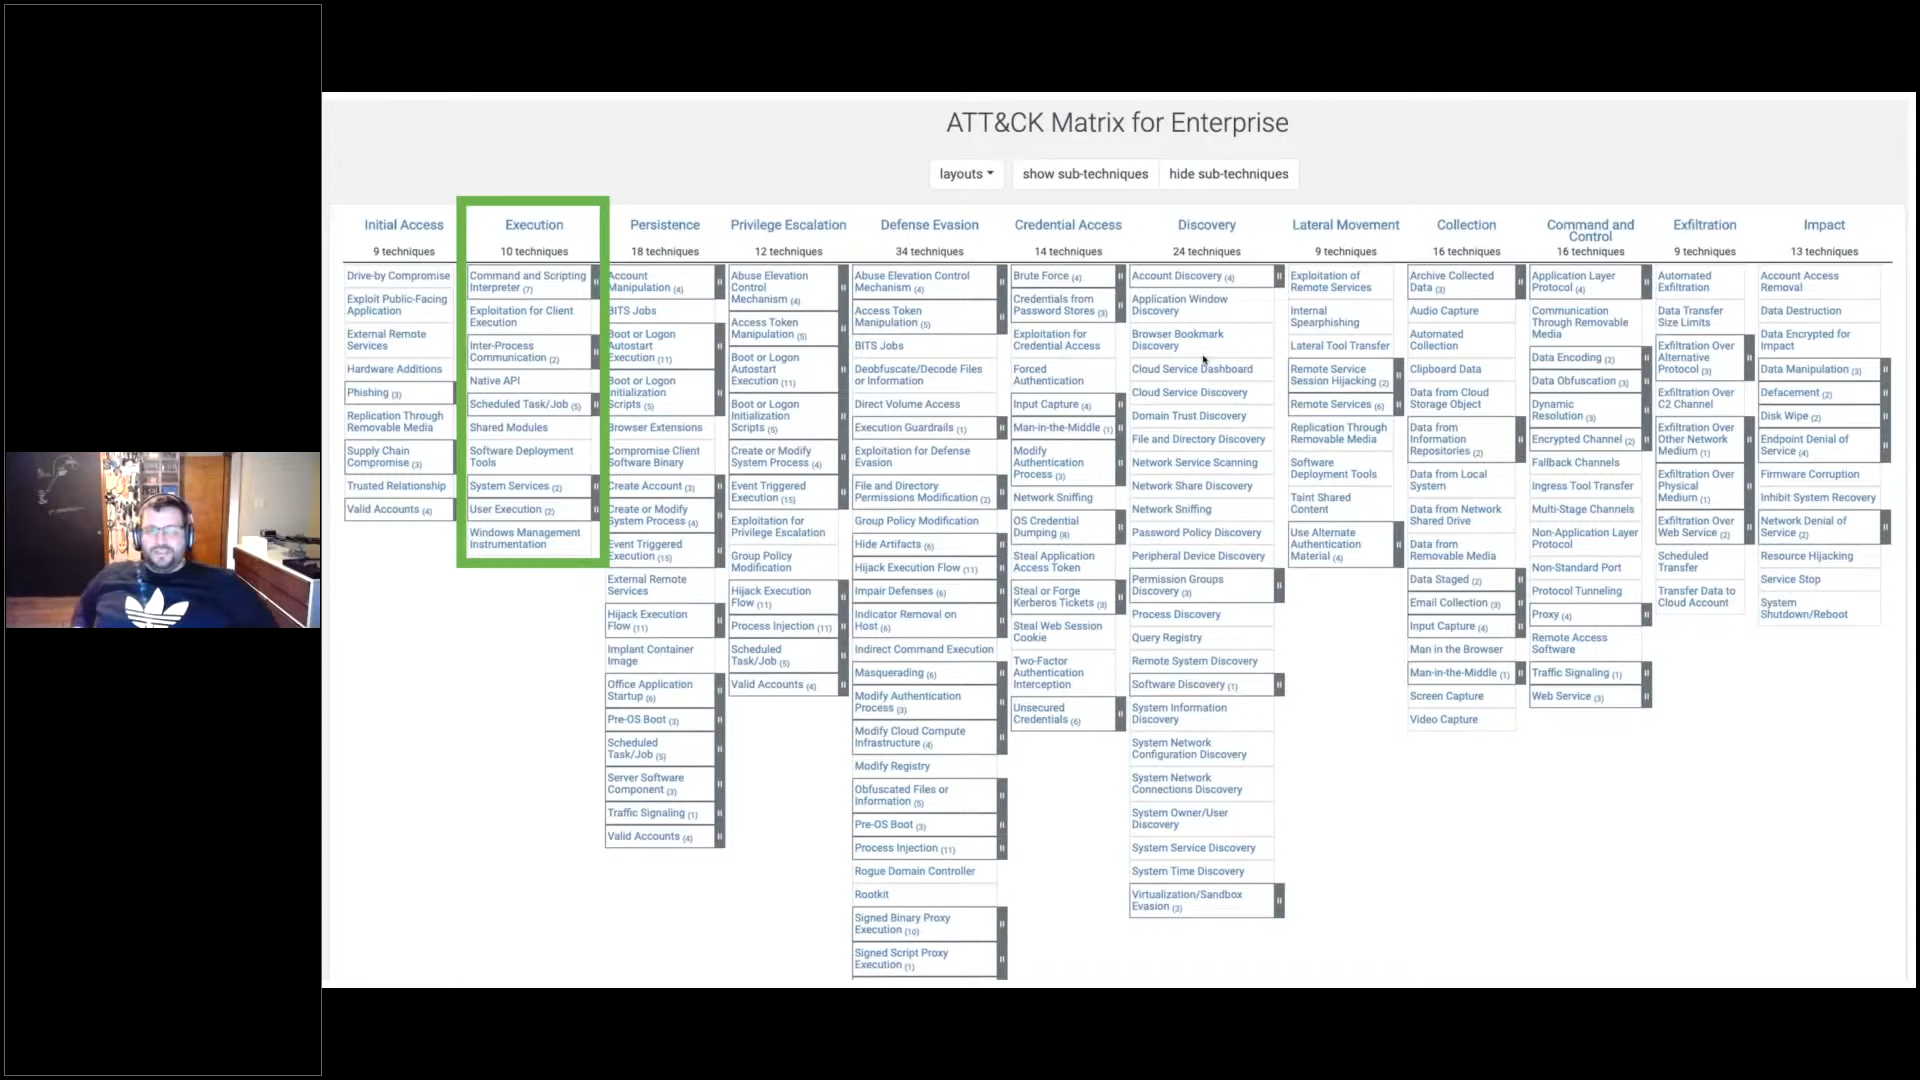 ATT&CK Matrix for Enterprise
layouts
show sub-techniques
hide sub-techniques
Initial Access
9 techniques
Drive-by Compromise
Exploit Public-Facing
Application
External Remote
Services
Hardware Additions
Phishing (3)
Replication Through
Removable Media
Supply Chain
Compromise (3)
Trusted Relationship
Valid Accounts (4)
Execution
10 techniques
Command and Scripting
Interpreter (7)
Exploitation for Client
Execution
Inter-Process
Communication (2)
Native API
Scheduled Task/Job (5)
Shared Modules
Software Deployment
Tools
System Services (2)
User Execution (2)
Windows Management
Instrumentation
Persistence
18 techniques
Account
Manipulation (4)
BITS Jobs
Boot or Logon
Autostart
Execution (11)
Boot or Logon
Initialization
Scripts (5)
Browser Extensions
Compromise Client
Software Binary
Create Account (3)
Create or Modify
System Process (4)
Event Triggered
Execution (15)
External Remote
Services
Hijack Execution
Flow (11)
Implant Container
Image
Office Application
Startup (6)
Pre-OS Boot (3)
Scheduled
Task/Job (5)
Server Software
Component (3)
Traffic Signaling (1)
Valid Accounts (4)
Privilege Escalation
12 techniques
Abuse Elevation
Control
Mechanism (4)
Access Token
Manipulation (5)
Boot or Logon
Autostart
Execution (11)
Boot or Logon
Initialization
Scripts (5)
Create or Modify
System Process (4)
Event Triggered
Execution (15)
Exploitation for
Privilege Escalation
Group Policy
Modification
Hijack Execution
Flow (11)
Process Injection (11)
Scheduled
Task/Job (5)
Valid Accounts (4)
Defense Evasion
34 techniques
Abuse Elevation Control
Mechanism (4)
Access Token
Manipulation (5)
BITS Jobs
Deobfuscate/Decode Files
or Information
Direct Volume Access
Execution Guardrails (1)
Exploitation for Defense
Evasion
File and Directory
Permissions Modification (2)
Group Policy Modification
Hide Artifacts (6)
Hijack Execution Flow (11)
Impair Defenses (6)
Indicator Removal on
Host (6)
Indirect Command Execution
Masquerading (6)
Modify Authentication
Process (3)
Modify Cloud Compute
Infrastructure (4)
Modify Registry
Obfuscated Files or
Information (5)
Pre-OS Boot (3)
Process Injection (11)
Rogue Domain Controller
Rootkit
Signed Binary Proxy
Execution (10)
Signed Script Proxy
Execution (1)
Credential Access
14 techniques
Brute Force (4)
Credentials from
Password Stores (3)
Exploitation for
Credential Access
Forced
Authentication
Input Capture (4)
Man-in-the-Middle (1)
Modify
Authentication
Process (3)
Network Sniffing
OS Credential
Dumping (8)
Steal Application
Access Token
Steal or Forge
Kerberos Tickets (3)
Steal Web Session
Cookie
Two-Factor
Authentication
Interception
Unsecured
Credentials (6)
Discovery
24 techniques
Account Discovery (4)
Application Window
Discovery
Browser Bookmark
Discovery
Cloud Service Dashboard
Cloud Service Discovery
Domain Trust Discovery
File and Directory Discovery
Network Service Scanning
Network Share Discovery
Network Sniffing
Password Policy Discovery
Peripheral Device Discovery
Permission Groups
Discovery (3)
Process Discovery
Query Registry
Remote System Discovery
Software Discovery (1)
System Information
Discovery
System Network
Configuration Discovery
System Network
Connections Discovery
System Owner/User
Discovery
System Service Discovery
System Time Discovery
Virtualization/Sandbox
Evasion (3)
Lateral Movement
9 techniques
Exploitation of
Remote Services
Internal
Spearphishing
Lateral Tool Transfer
Remote Service
Session Hijacking (2)
Remote Services (6)
Replication Through
Removable Media
Software
Deployment Tools
Taint Shared
Content
Use Alternate
Authentication
Material (4)
Collection
16 techniques
Archive Collected
Data (3)
Audio Capture
Automated
Collection
Clipboard Data
Data from Cloud
Storage Object
Data from
Information
Repositories (2)
Data from Local
System
Data from Network
Shared Drive
Data from
Removable Media
Data Staged (2)
Email Collection (3)
Input Capture (4)
Man in the Browser
Man-in-the-Middle (1)
Screen Capture
Video Capture
Command and
Control
16 techniques
Application Layer
Protocol (4)
Communication
Through Removable
Media
Data Encoding (2)
Data Obfuscation (3)
Dynamic
Resolution (3)
Encrypted Channel (2)
Fallback Channels
Ingress Tool Transfer
Multi-Stage Channels
Non-Application Layer
Protocol
Non-Standard Port
Protocol Tunneling
Proxy (4)
Remote Access
Software
Traffic Signaling (1)
Web Service (3)
Exfiltration
9 techniques
Automated
Exfiltration
Data Transfer
Size Limits
Exfiltration Over
Alternative
Protocol (3)
Exfiltration Over
C2 Channel
Exfiltration Over
Other Network
Medium (1)
Exfiltration Over
Physical
Medium (1)
Exfiltration Over
Web Service (2)
Scheduled
Transfer
Transfer Data to
Cloud Account
Impact
13 techniques
Account Access
Removal
Data Destruction
Data Encrypted for
Impact
Data Manipulation (3)
Defacement (2)
Disk Wipe (2)
Endpoint Denial of
Service (4)
Firmware Corruption
Inhibit System Recovery
Network Denial of
Service (2)
Resource Hijacking
Service Stop
System
Shutdown/Reboot